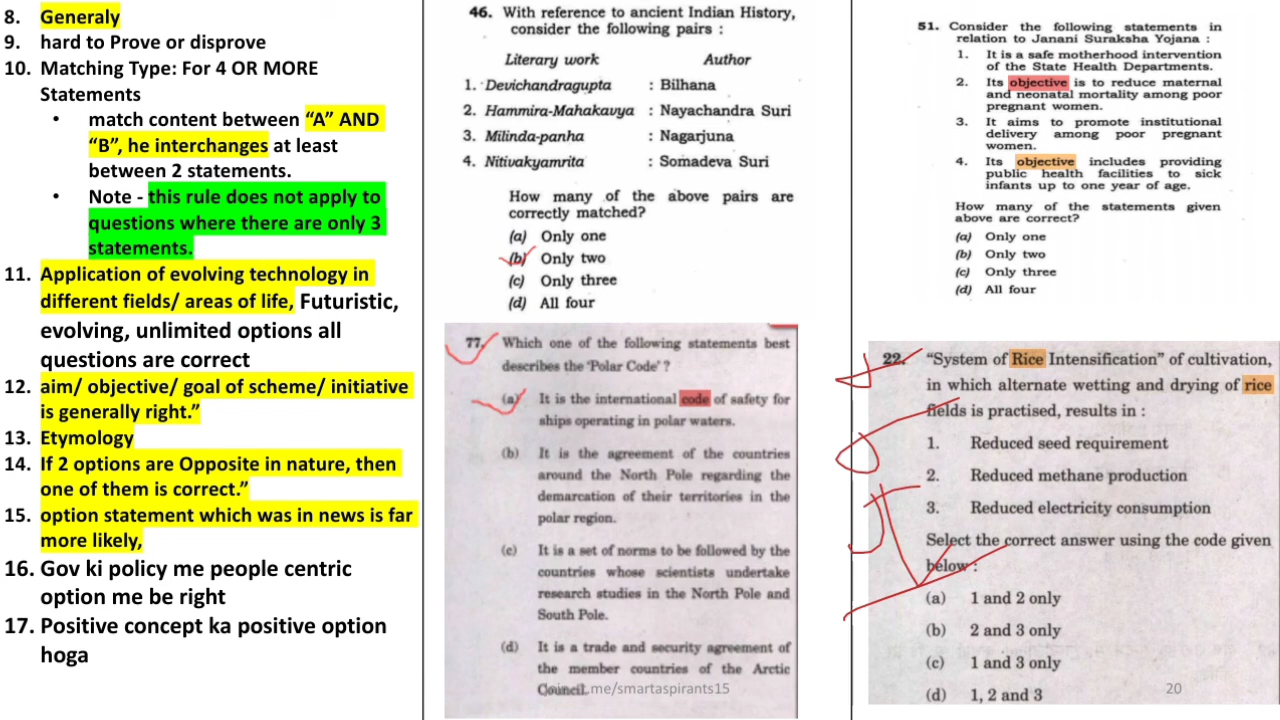 8. Generaly
9. hard to Prove or disprove
10. Matching Type: For 4 OR MORE
Statements
• match content between “A” AND
“B”, he interchanges at least
between 2 statements.
• Note - this rule does not apply to
questions where there are only 3
statements.
11. Application of evolving technology in
different fields/ areas of life, Futuristic,
evolving, unlimited options all
questions are correct
12. aim/ objective/ goal of scheme/ initiative
is generally right.”
13. Etymology
14. If 2 options are Opposite in nature, then
one of them is correct.”
15. option statement which was in news is far
more likely,
16. Gov ki policy me people centric
option me be right
17. Positive concept ka positive option
hoga
46. With reference to ancient Indian History,
consider the following pairs :
Literary work Author
1. Devichandragupta : Bilhana
2. Hammira-Mahakavya : Nayachandra Suri
3. Milinda-panha : Nagarjuna
4. Nitivakyamrita : Somadeva Suri
How many of the above pairs are
correctly matched?
(a) Only one
(b) Only two
(c) Only three
(d) All four
77. Which one of the following statements best
describes the ‘Polar Code’ ?
(a) It is the international code of safety for
ships operating in polar waters.
(b) It is the agreement of the countries
around the North Pole regarding the
demarcation of their territories in the
polar region.
(c) It is a set of norms to be followed by the
countries whose scientists undertake
research studies in the North Pole and
South Pole.
(d) It is a trade and security agreement of
the member countries of the Arctic
Council.
me/smartaspirants15
51. Consider the following statements in
relation to Janani Suraksha Yojana :
1. It is a safe motherhood intervention
of the State Health Departments.
2. Its objective is to reduce maternal
and neonatal mortality among poor
pregnant women.
3. It aims to promote institutional
delivery among poor pregnant
women.
4. Its objective includes providing
public health facilities to sick
infants up to one year of age.
How many of the statements given
above are correct?
(a) Only one
(b) Only two
(c) Only three
(d) All four
22. “System of Rice Intensification” of cultivation,
in which alternate wetting and drying of rice
fields is practised, results in :
1. Reduced seed requirement
2. Reduced methane production
3. Reduced electricity consumption
Select the correct answer using the code given
below :
(a) 1 and 2 only
(b) 2 and 3 only
(c) 1 and 3 only
(d) 1, 2 and 3
20